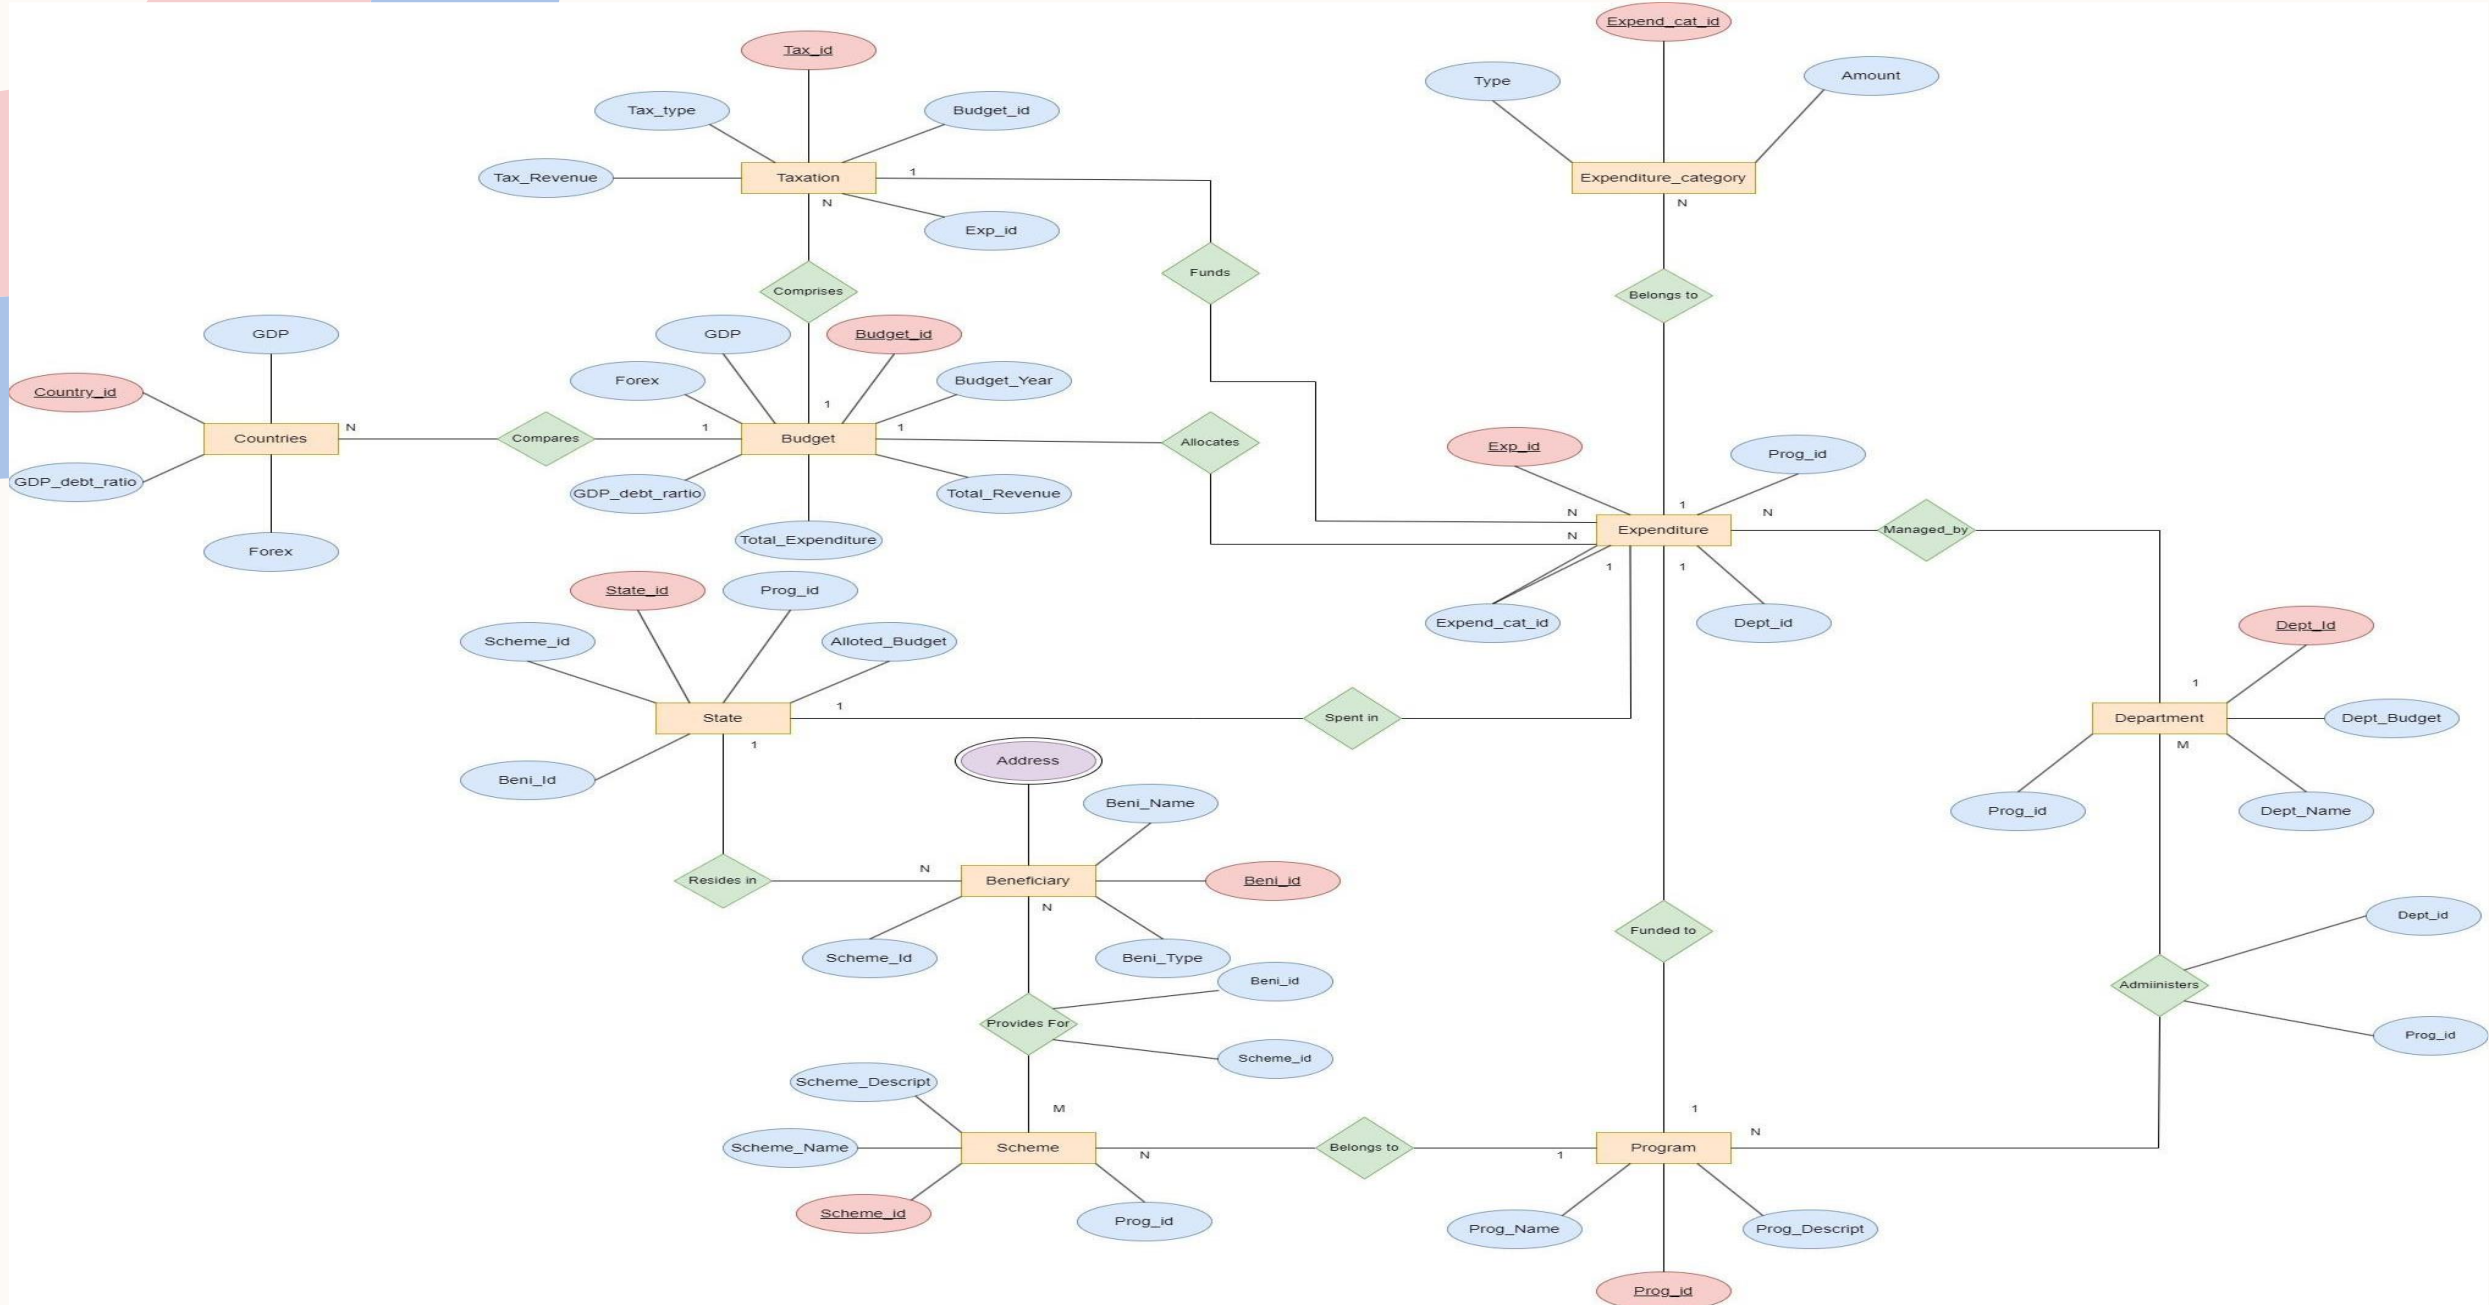 Expend_cat_id
Tax_id
Type
Amount
Tax_type
Budget_id
Tax_Revenue
Taxation
1
Expenditure_category
N
N
Exp_id
Funds
Comprises
Belongs to
GDP
GDP
Budget_id
Forex
Budget_Year
Country_id
1
N
1
1
Countries
Compares
Budget
Allocates
Exp_id
Prog_id
GDP_debt_ratio
GDP_debt_rartio
Total_Revenue
1
N
N
Expenditure
Managed_by
N
Total_Expenditure
Forex
1
1
State_id
Prog_id
Expend_cat_id
Dept_id
Dept_Id
Scheme_id
Alloted_Budget
1
1
State
Spent in
Department
Dept_Budget
1
M
Address
Beni_Id
Beni_Name
Prog_id
Dept_Name
N
Resides in
Beneficiary
Beni_id
N
Dept_id
Funded to
Scheme_Id
Beni_Type
Beni_id
Admiinisters
Provides For
Prog_id
Scheme_id
Scheme_Descript
M
1
N
Scheme_Name
Scheme
N
Belongs to
1
Program
Scheme_id
Prog_id
Prog_Name
Prog_Descript
Prog_id